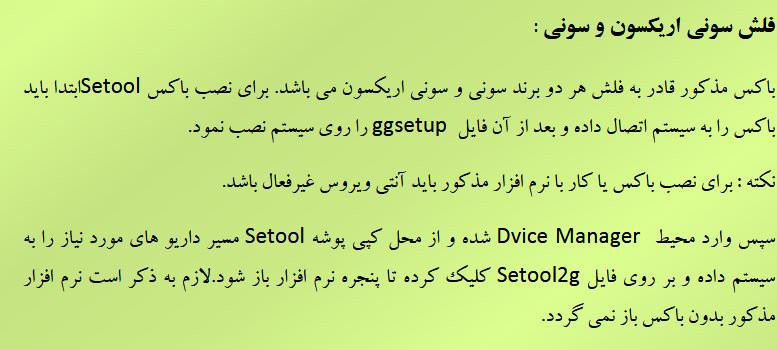 فلش سونی اریکسون و سونی :
باکس مذکور قادر به فلش هر دو برند سونی و سونی اریکسون می باشد. برای نصب باکس Setoolابتدا باید
باکس را به سیستم اتصال داده و بعد از آن فایل ggsetup را روی سیستم نصب نمود.
نکته : برای نصب باکس یا کار با نرم افزار مذکور باید آنتی ویروس غیرفعال باشد.
سپس وارد محیط Dvice Manager شده و از محل کپی پوشه Setool مسیر داریو های مورد نیاز را به
سیستم داده و بر روی فایل Setool2g کلیک کرده تا پنجره نرم افزار باز شود.لازم به ذکر است نرم افزار
مذکور بدون باکس باز نمی گردد.